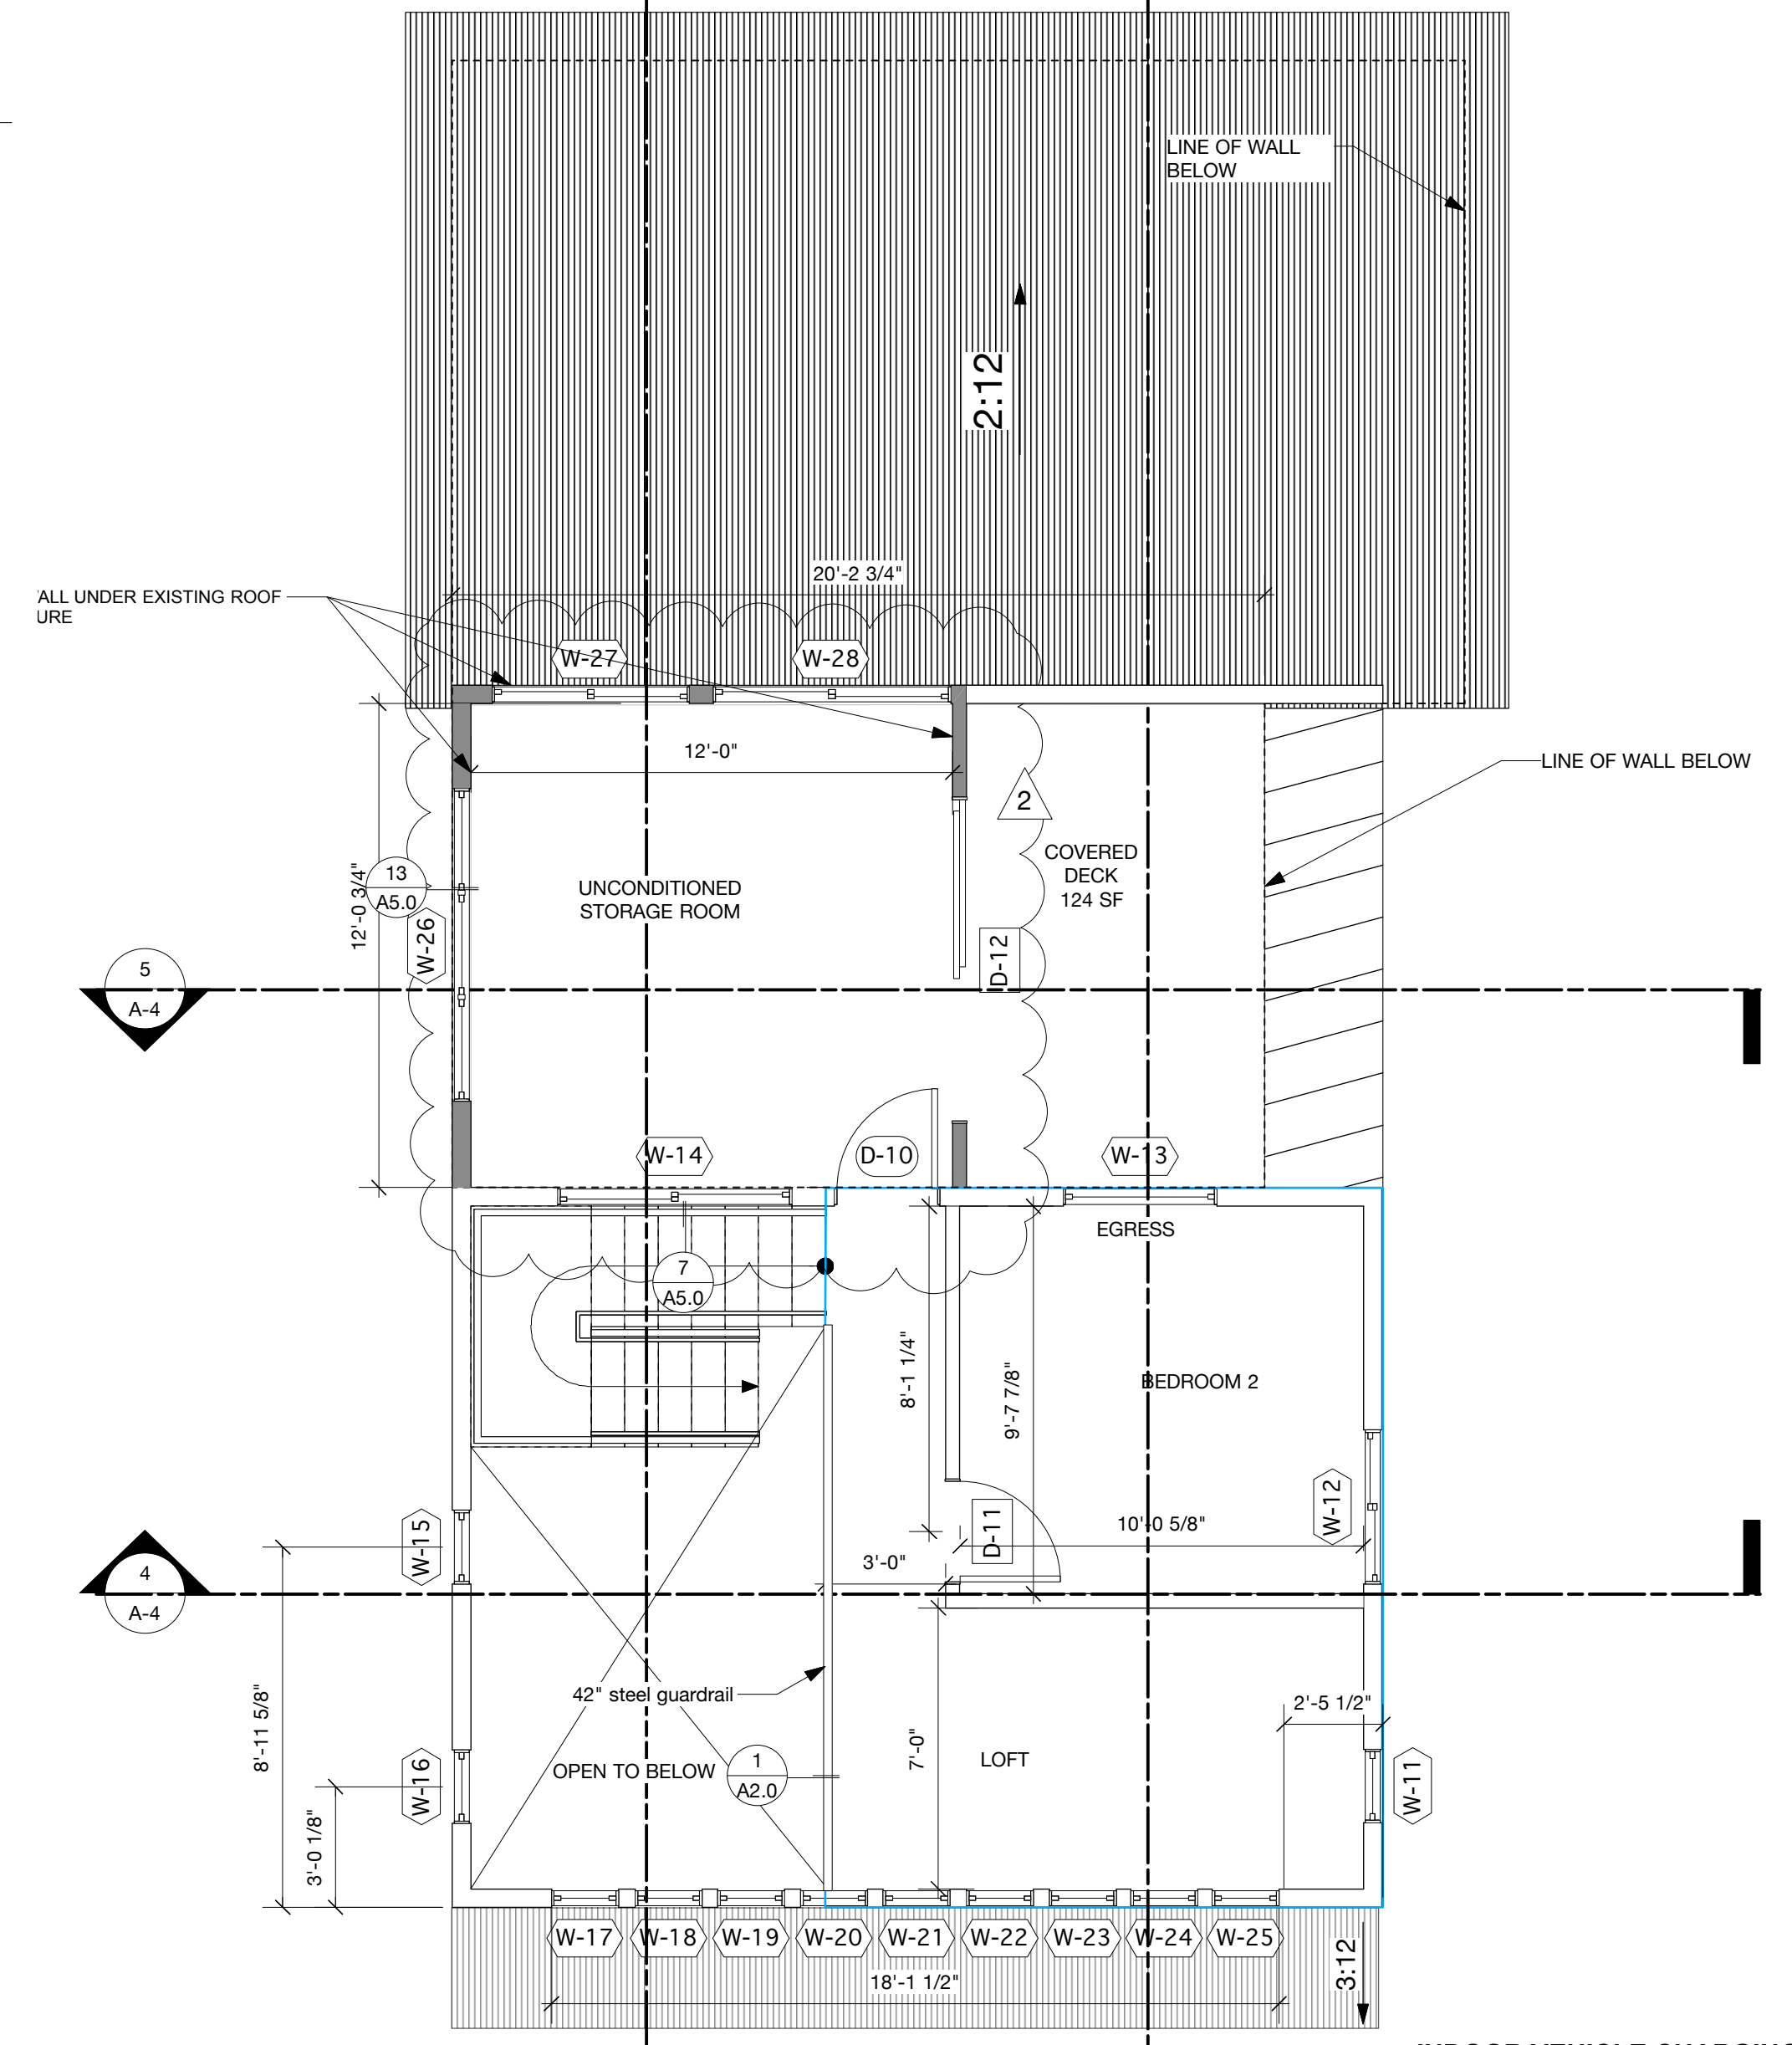 LINE OF WALL
BELOW
2:12
20'-2 3/4"
ALL UNDER EXISTING ROOF
URE
W-27
W-28
12'-0"
LINE OF WALL BELOW
2
COVERED
DECK
124 SF
13
A5.0
12'-0 3/4"
UNCONDITIONED
STORAGE ROOM
W-26
D-12
5
A-4
W-14
D-10
W-13
EGRESS
7
A5.0
8'-1 1/4"
9'-7 7/8"
BEDROOM 2
W-12
W-15
D-11
10'-0 5/8"
3'-0"
4
A-4
42" steel guardrail
2'-5 1/2"
8'-11 5/8"
7'-0"
LOFT
OPEN TO BELOW
1
A2.0
W-16
W-11
3'-0 1/8"
W-17
W-18
W-19
W-20
W-21
W-22
W-23
W-24
W-25
3:12
18'-1 1/2"